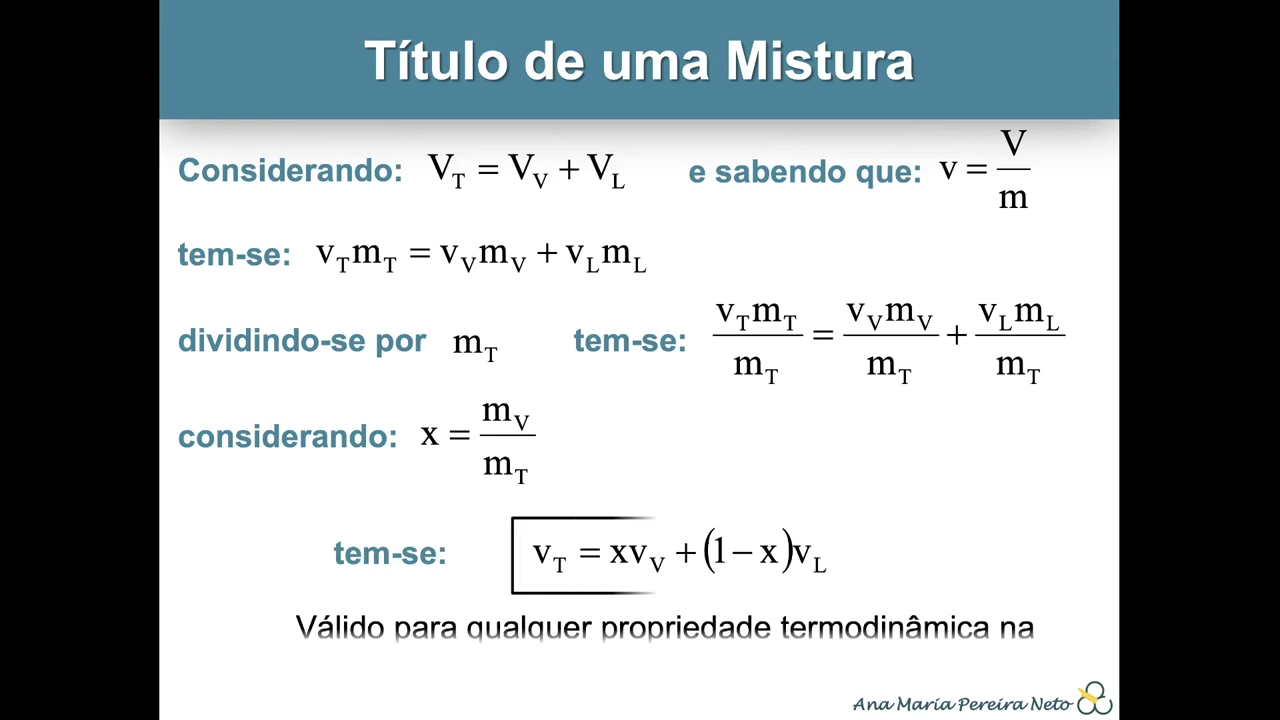 Título de uma Mistura
Considerando: V_T = V_V + V_L e sabendo que: v = V/m
tem-se: v_T m_T = v_V m_V + v_L m_L
dividindo-se por m_T tem-se: v_T m_T / m_T = v_V m_V / m_T + v_L m_L / m_T
considerando: x = m_V / m_T
tem-se: v_T = xv_V + (1 − x)v_L
Válido para qualquer propriedade termodinâmica na
Ana Maria Pereira Neto